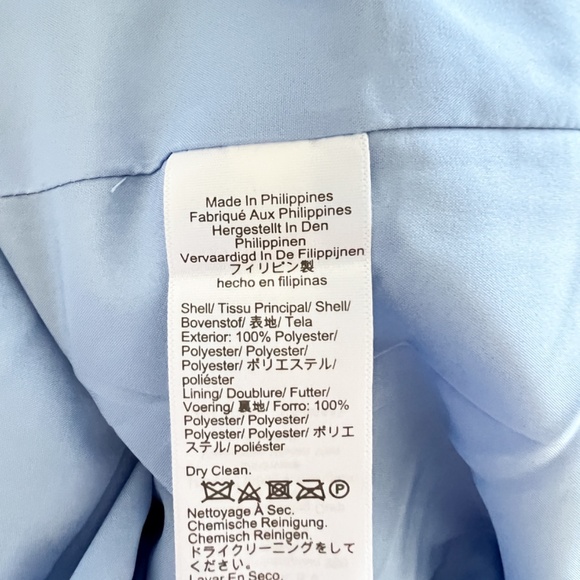 Made In Philippines
Fabriqué Aux Philippines
Hergestellt In Den
Philippinen
Vervaardigd In De Filippijnen
フィリピン製
hecho en filipinas
Shell/ Tissu Principal/ Shell/
Bovenstof/ 表地/ Tela
Exterior: 100% Polyester/
Polyester/ Polyester/
Polyester/ ポリエステル/
poliéster
Lining/ Doublure/ Futter/
Voering/ 裏地/ Forro: 100%
Polyester/ Polyester/
Polyester/ Polyester/ ポリエ
ステル/ poliéster
Dry Clean.
P
Nettoyage À Sec.
Chemische Reinigung.
Chemisch Reinigen.
ドライクリーニングをして
ください。
Lavar En Seco.